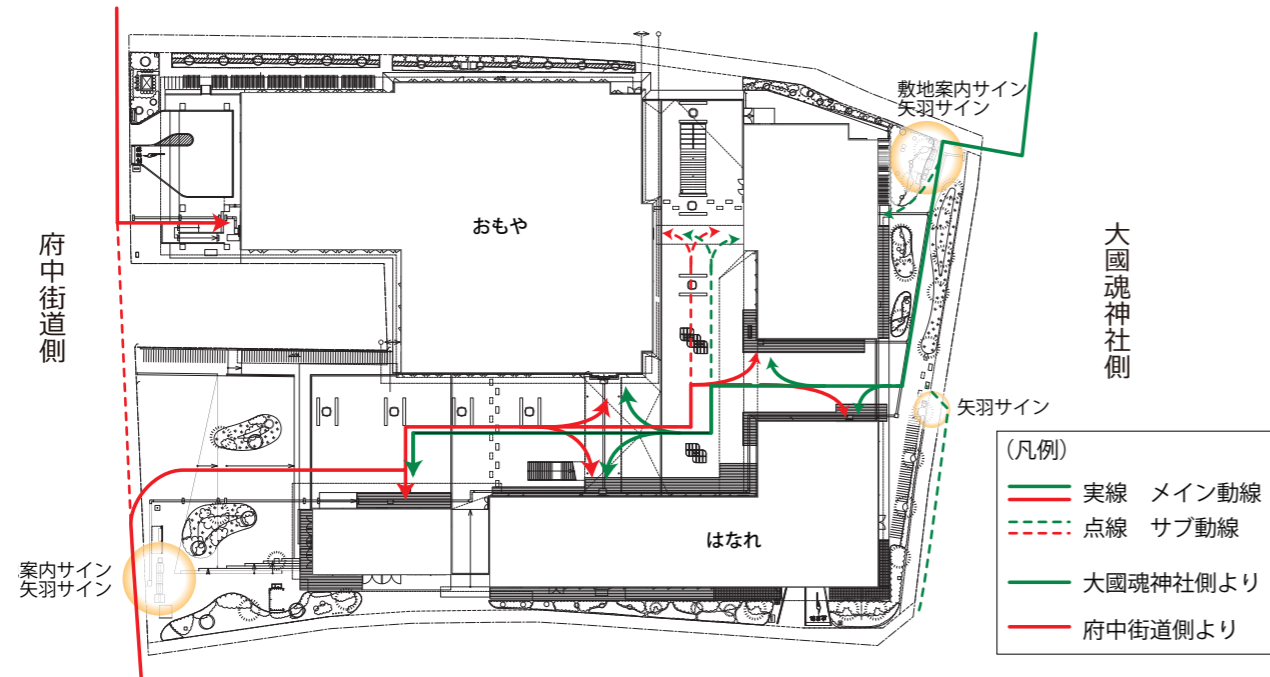 敷地案内サイン
矢羽サイン
おもや
府中街道側
大國魂神社側
矢羽サイン
はなれ
案内サイン
矢羽サイン
(凡例)
実線 メイン動線
点線 サブ動線
大國魂神社側より
府中街道側より